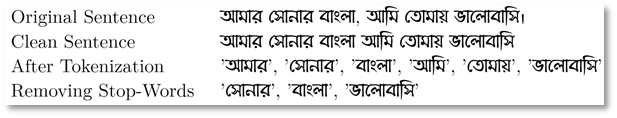 Original Sentence আমার সোনার বাংলা, আমি তোমায় ভালোবাসি।
Clean Sentence আমার সোনার বাংলা আমি তোমায় ভালোবাসি
After Tokenization ’আমার’, ’সোনার’, ’বাংলা’, ’আমি’, ’তোমায়’, ’ভালোবাসি’
Removing Stop-Words ’সোনার’, ’বাংলা’, ’ভালোবাসি’